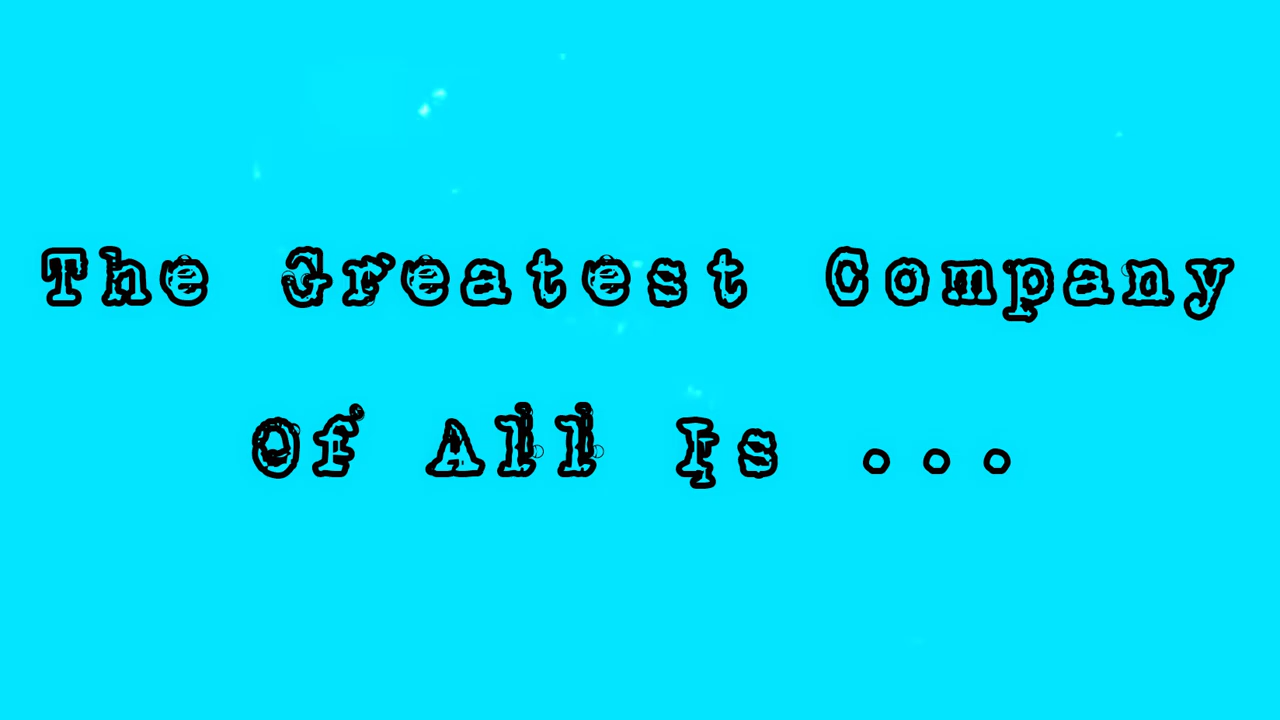 The Greatest Company
Of All Is ...